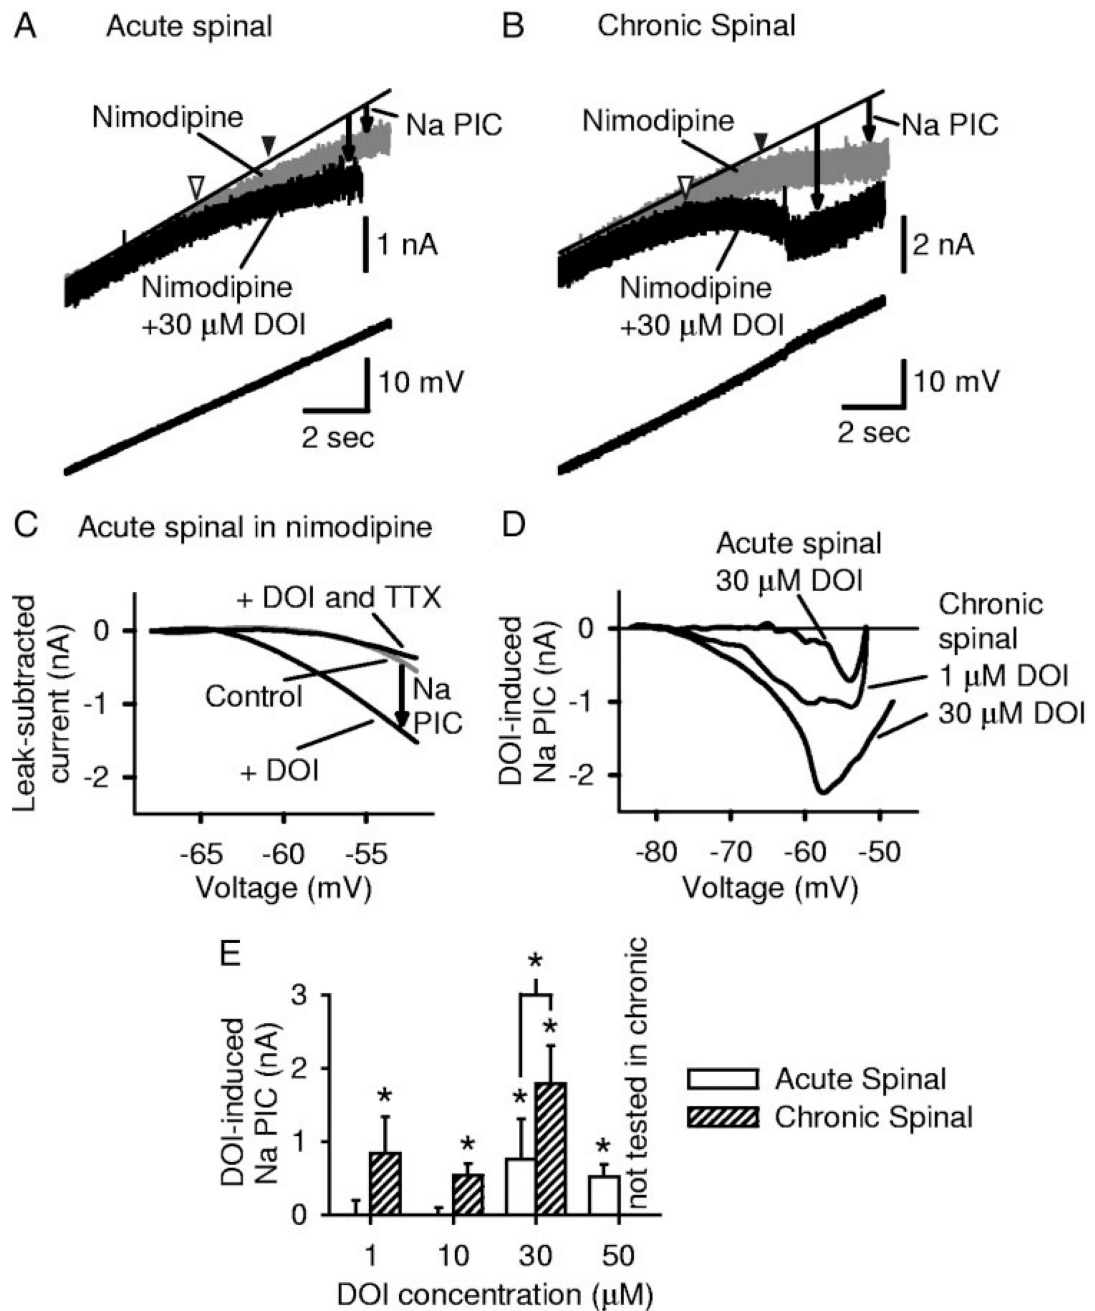 A Acute spinal
Nimodipine
Na PIC
1 nA
Nimodipine
+30 μM DOI
10 mV
2 sec
B Chronic Spinal
Nimodipine
Na PIC
2 nA
Nimodipine
+30 μM DOI
10 mV
2 sec
C Acute spinal in nimodipine
Leak-subtracted
current (nA)
0
-1
-2
+ DOI and TTX
Control
Na
PIC
+ DOI
-65 -60 -55
Voltage (mV)
D
DOI-induced
Na PIC (nA)
0
-1
-2
Acute spinal
30 μM DOI
Chronic
spinal
1 μM DOI
30 μM DOI
-80 -70 -60 -50
Voltage (mV)
E
DOI-induced
Na PIC (nA)
3
2
1
0
* * * * * *
not tested in chronic
1 10 30 50
DOI concentration (μM)
Acute Spinal
Chronic Spinal